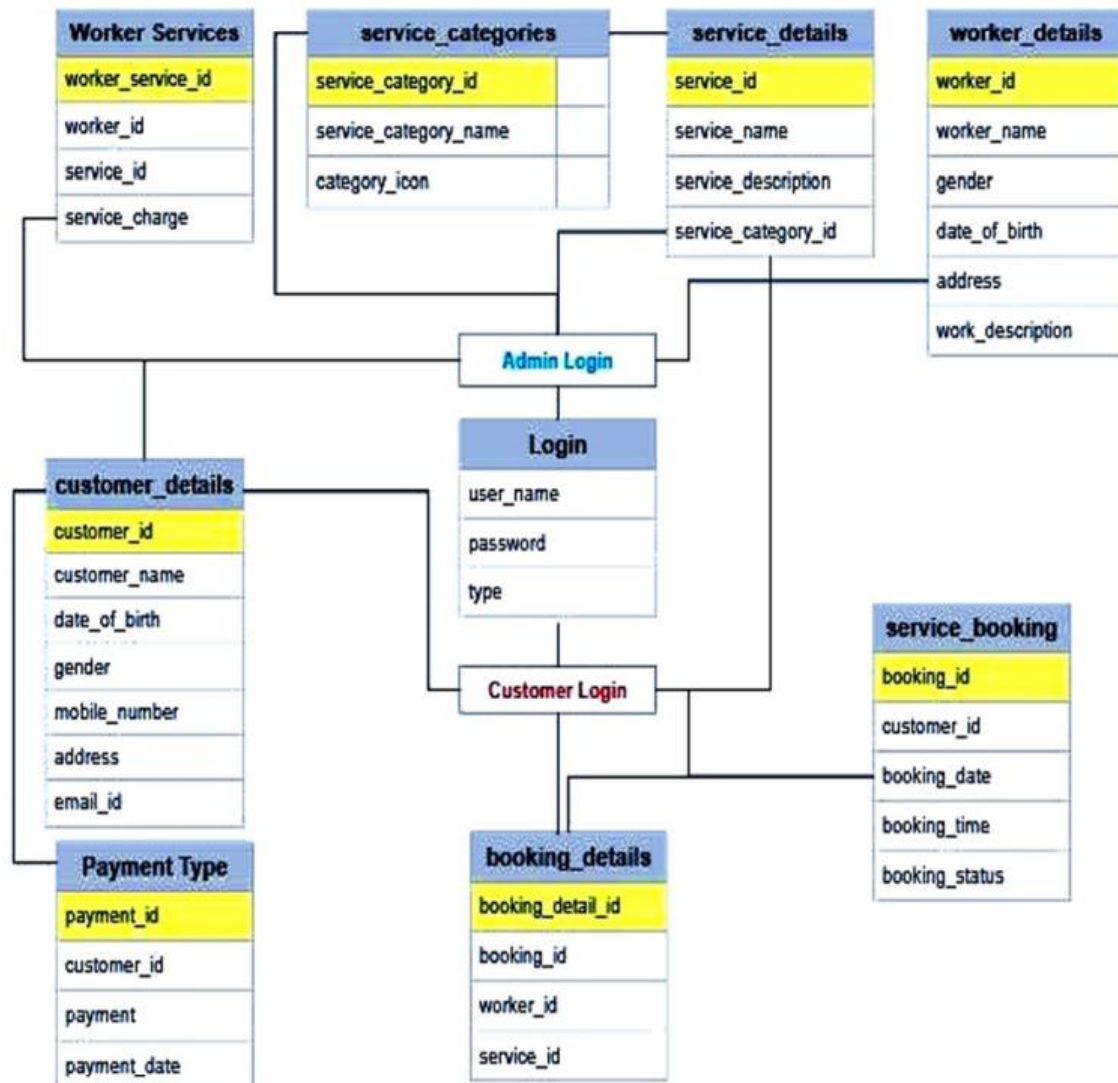 Worker Services
worker_service_id
worker_id
service_id
service_charge
service_categories
service_category_id
service_category_name
category_icon
service_details
service_id
service_name
service_description
service_category_id
worker_details
worker_id
worker_name
gender
date_of_birth
address
work_description
Admin Login
Login
user_name
password
type
Customer Login
customer_details
customer_id
customer_name
date_of_birth
gender
mobile_number
address
email_id
service_booking
booking_id
customer_id
booking_date
booking_time
booking_status
Payment Type
payment_id
customer_id
payment
payment_date
booking_details
booking_detail_id
booking_id
worker_id
service_id